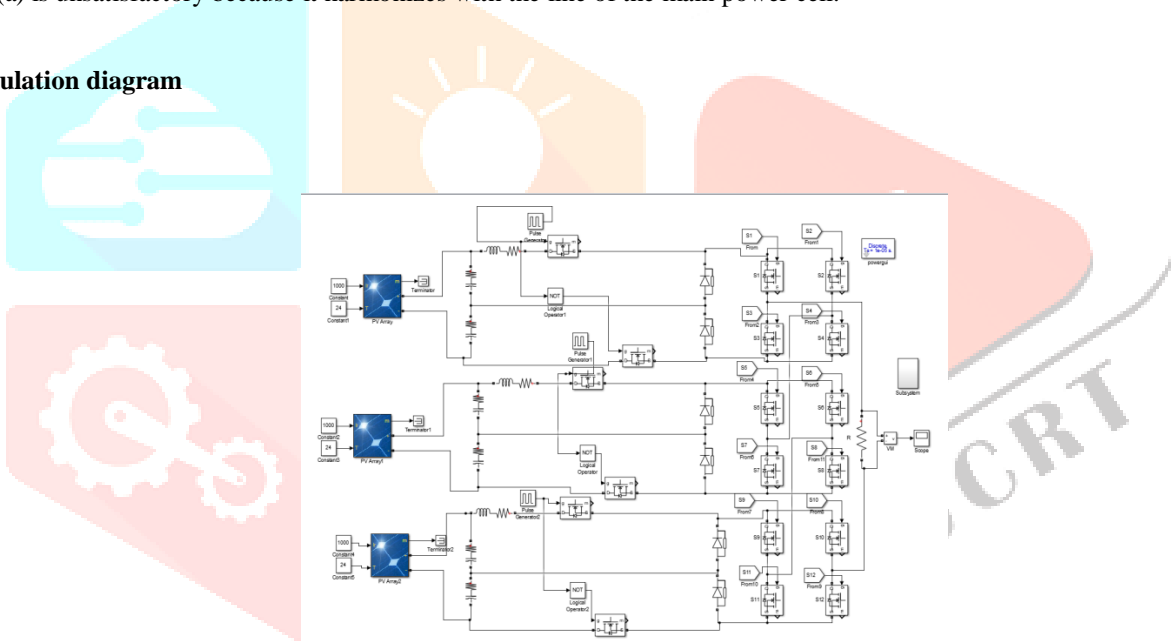 (a) is unsatisfactory because it harmonizes with the line of the main power cell.
ulation diagram
Pulse
Generator
S1
From
S2
From1
Discrete
powergui
1000
Constant
24
Constant1
PV Array
Terminator
NOT
Logical
Operator1
S1
S2
S3
From2
S4
From3
S3
S4
Pulse
Generator1
S5
From4
S6
From5
Subsystem
1000
Constant2
24
Constant3
PV Array1
Terminator1
S5
S6
R
VM
Scope
NOT
Logical
Operator
S7
From6
S8
From11
S7
S8
Pulse
Generator2
S9
From7
S10
From8
1000
Constant4
24
Constant5
PV Array2
Terminator2
S9
S10
NOT
Logical
Operator2
S11
From10
S12
From9
S11
S12
CRT